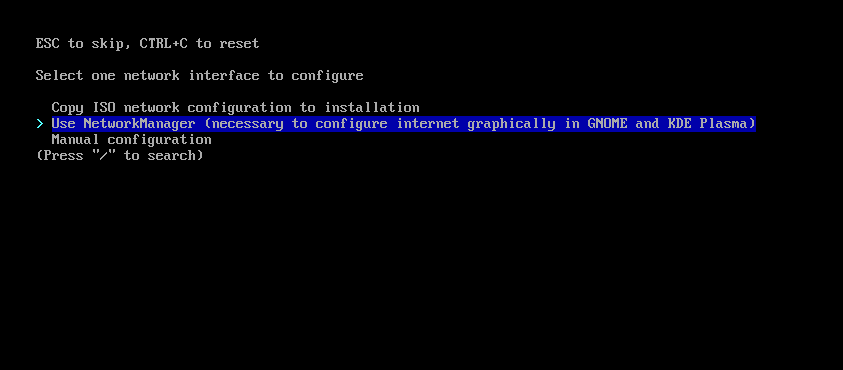 ESC to skip, CTRL+C to reset
Select one network interface to configure
Copy ISO network configuration to installation
> Use NetworkManager (necessary to configure internet graphically in GNOME and KDE Plasma)
Manual configuration
(Press "/" to search)